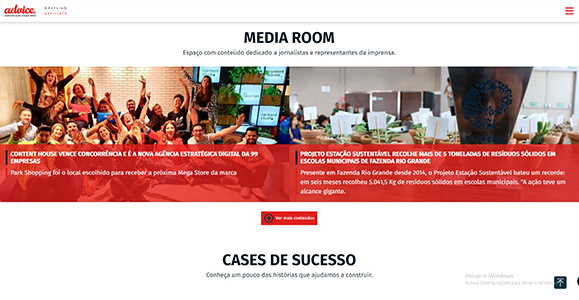 advice.
GRAYLING
AFFILIATE
MEDIA ROOM
Espaço com conteúdo dedicado a jornalistas e representantes da imprensa.
CONTENT HOUSE VENCE CONCORRÊNCIA E É A NOVA AGÊNCIA ESTRATÉGICA DIGITAL DA 99
EMPRESAS
Park Shopping foi o local escolhido para receber a próxima Mega Store da marca
PROJETO ESTAÇÃO SUSTENTÁVEL RECOLHE MAIS DE 5 TONELADAS DE RESÍDUOS SÓLIDOS EM
ESCOLAS MUNICIPAIS DE FAZENDA RIO GRANDE
Presente em Fazenda Rio Grande desde 2014, o Projeto Estação Sustentável bateu um recorde:
em seis meses recolheu 5.041,5 Kg de resíduos sólidos em escolas municipais. "A ação teve um
alcance gigante.
Ver mais conteúdos
CASES DE SUCESSO
Conheça um pouco das histórias que ajudamos a construir.
Ativar o Windows
Acesse Configurações para ativar o Windows.